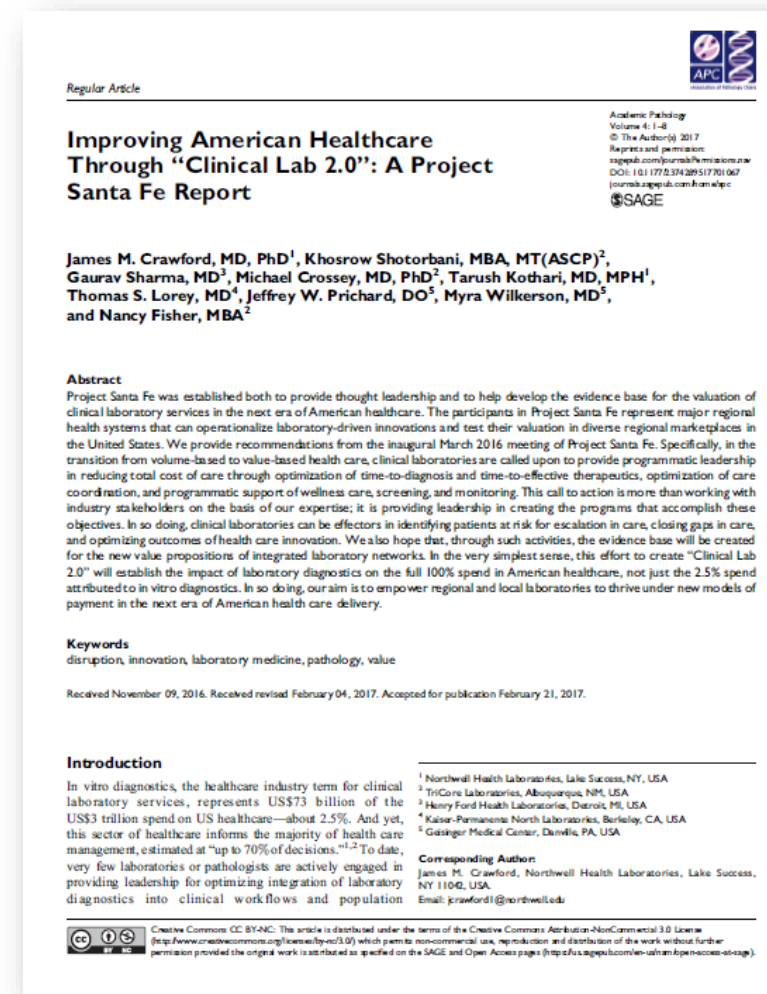 APC
Association of Pathology Chairs
Regular Article
Improving American Healthcare
Through “Clinical Lab 2.0”: A Project
Santa Fe Report
Academic Pathology
Volume 4: 1–8
© The Author(s) 2017
Reprints and permission:
sagepub.com/journalsPermissions.nav
DOI: 10.1177/2374289517701067
journals.sagepub.com/home/apc
SAGE
James M. Crawford, MD, PhD1, Khosrow Shotorbani, MBA, MT(ASCP)2,
Gaurav Sharma, MD3, Michael Crossey, MD, PhD2, Tarush Kothari, MD, MPH1,
Thomas S. Lorey, MD4, Jeffrey W. Prichard, DO5, Myra Wilkerson, MD5,
and Nancy Fisher, MBA2
Abstract
Project Santa Fe was established both to provide thought leadership and to help develop the evidence base for the valuation of
clinical laboratory services in the next era of American healthcare. The participants in Project Santa Fe represent major regional
health systems that can operationalize laboratory-driven innovations and test their valuation in diverse regional marketplaces in
the United States. We provide recommendations from the inaugural March 2016 meeting of Project Santa Fe. Specifically, in the
transition from volume-based to value-based health care, clinical laboratories are called upon to provide programmatic leadership
in reducing total cost of care through optimization of time-to-diagnosis and time-to-effective therapeutics, optimization of care
coordination, and programmatic support of wellness care, screening, and monitoring. This call to action is more than working with
industry stakeholders on the basis of our expertise; it is providing leadership in creating the programs that accomplish these
objectives. In so doing, clinical laboratories can be effectors in identifying patients at risk for escalation in care, closing gaps in care,
and optimizing outcomes of health care innovation. We also hope that, through such activities, the evidence base will be created
for the new value propositions of integrated laboratory networks. In the very simplest sense, this effort to create “Clinical Lab
2.0” will establish the impact of laboratory diagnostics on the full 100% spend in American healthcare, not just the 2.5% spend
attributed to in vitro diagnostics. In so doing, our aim is to empower regional and local laboratories to thrive under new models of
payment in the next era of American health care delivery.
Keywords
disruption, innovation, laboratory medicine, pathology, value
Received November 09, 2016. Received revised February 04, 2017. Accepted for publication February 21, 2017.
Introduction
In vitro diagnostics, the healthcare industry term for clinical
laboratory services, represents US$73 billion of the
US$3 trillion spend on US healthcare—about 2.5%. And yet,
this sector of healthcare informs the majority of health care
management, estimated at “up to 70% of decisions.”1,2 To date,
very few laboratories or pathologists are actively engaged in
providing leadership for optimizing integration of laboratory
diagnostics into clinical workflows and population
1 Northwell Health Laboratories, Lake Success, NY, USA
2 TriCore Laboratories, Albuquerque, NM, USA
3 Henry Ford Health Laboratories, Detroit, MI, USA
4 Kaiser-Permanente North Laboratories, Berkeley, CA, USA
5 Geisinger Medical Center, Danville, PA, USA
Corresponding Author:
James M. Crawford, Northwell Health Laboratories, Lake Success,
NY 11042, USA.
Email: jcrawford1@northwell.edu
cc BY NC
Creative Commons CC BY-NC: This article is distributed under the terms of the Creative Commons Attribution-NonCommercial 3.0 License
(http://www.creativecommons.org/licenses/by-nc/3.0/) which permits non-commercial use, reproduction and distribution of the work without further
permission provided the original work is attributed as specified on the SAGE and Open Access pages (https://us.sagepub.com/en-us/nam/open-access-at-sage).